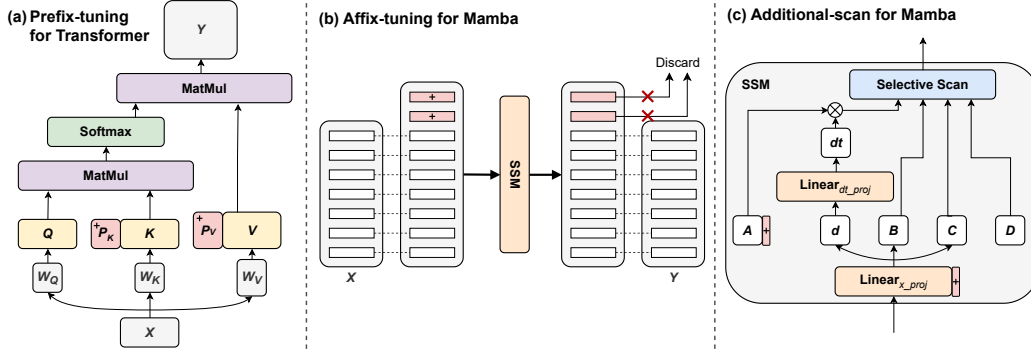 (a) Prefix-tuning
for Transformer
Y
MatMul
Softmax
MatMul
Q
+
P_K
K
+
P_V
V
W_Q
W_K
W_V
X
(b) Affix-tuning for Mamba
Discard
+
+
SSM
X
Y
(c) Additional-scan for Mamba
SSM
Selective Scan
dt
Linear_dt_proj
A
+
d
B
C
D
Linear_x_proj
+